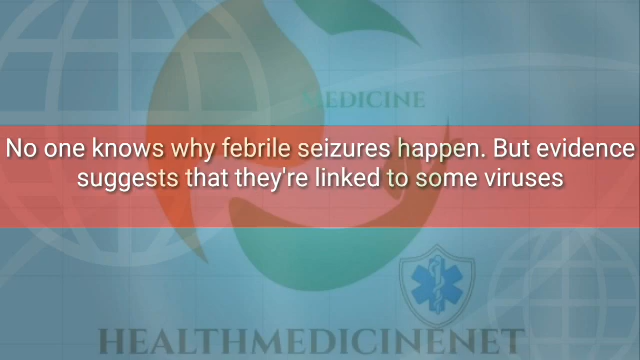 MEDICINE
No one knows why febrile seizures happen. But evidence
suggests that they're linked to some viruses
HEALTHMEDICINENET